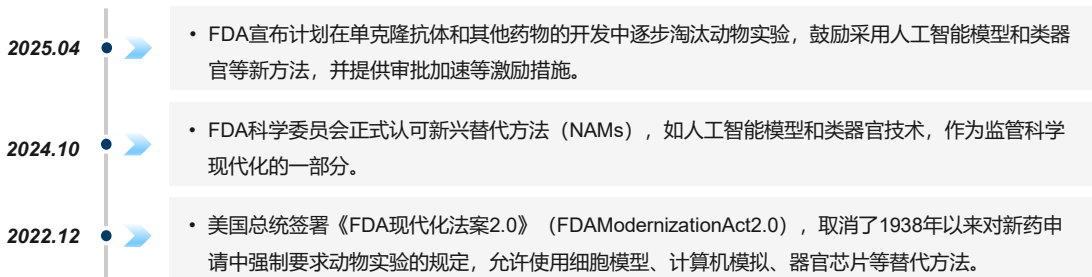 2025.04
• FDA宣布计划在单克隆抗体和其他药物的开发中逐步淘汰动物实验，鼓励采用人工智能模型和类器
官等新方法，并提供审批加速等激励措施。
2024.10
• FDA科学委员会正式认可新兴替代方法（NAMs），如人工智能模型和类器官技术，作为监管科学
现代化的一部分。
2022.12
• 美国总统签署《FDA现代化法案2.0》（FDAModernizationAct2.0），取消了1938年以来对新药申
请中强制要求动物实验的规定，允许使用细胞模型、计算机模拟、器官芯片等替代方法。